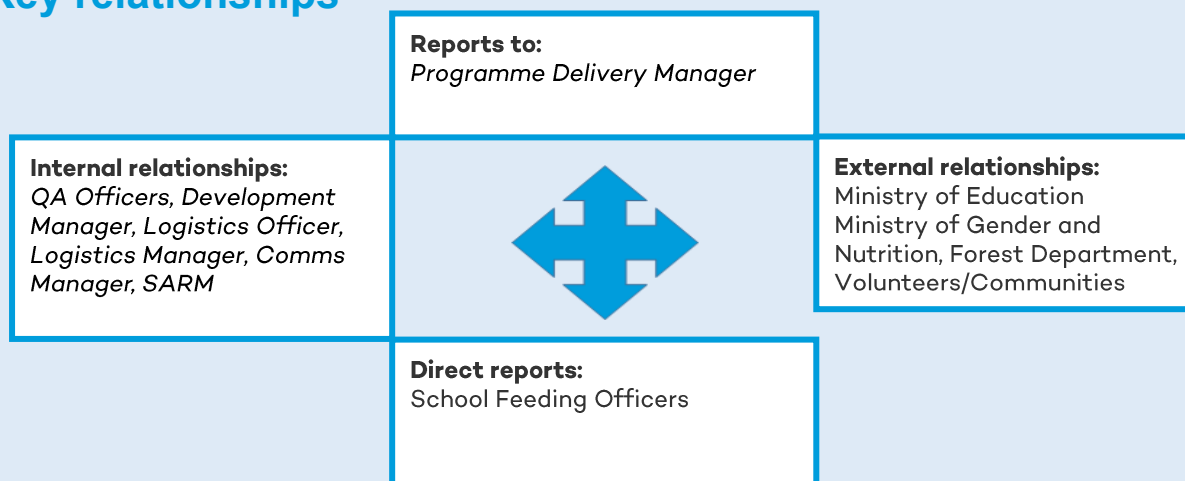 Key relationships
Reports to:
Programme Delivery Manager
Internal relationships:
QA Officers, Development
Manager, Logistics Officer,
Logistics Manager, Comms
Manager, SARM
External relationships:
Ministry of Education
Ministry of Gender and
Nutrition, Forest Department,
Volunteers/Communities
Direct reports:
School Feeding Officers